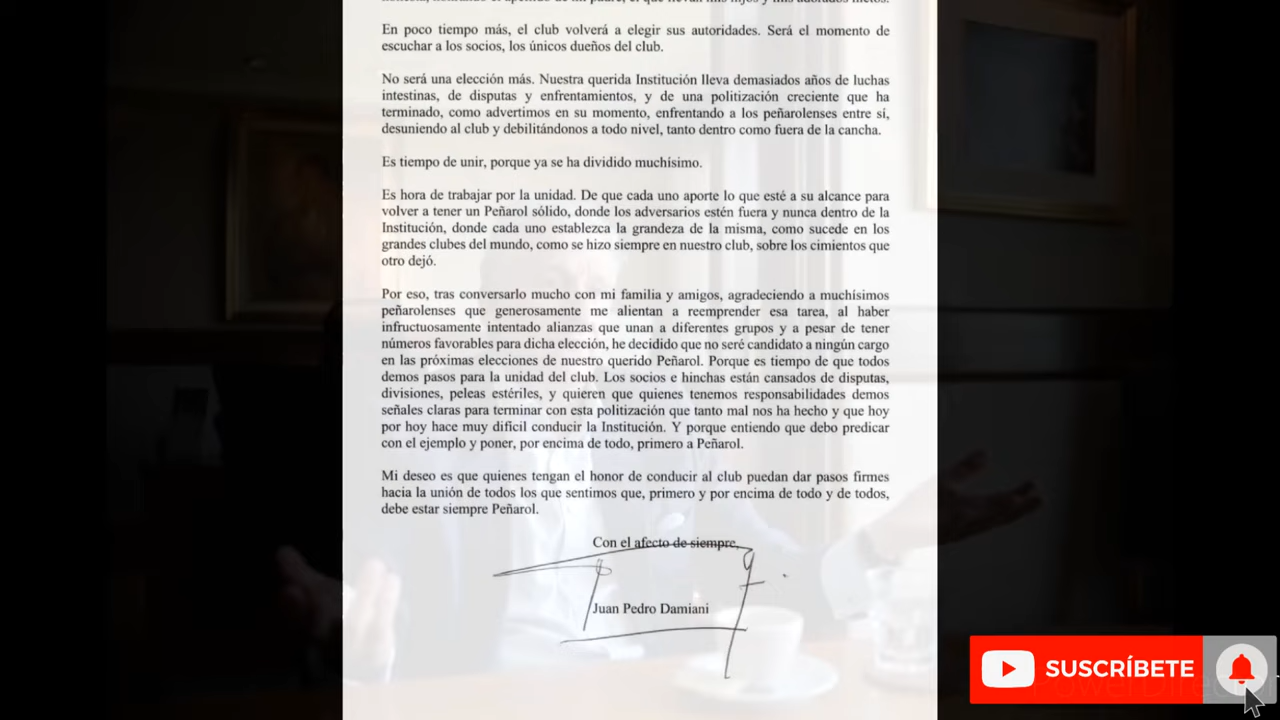 honesta, honrando el apellido de mi padre, el que llevan mis hijos y mis adorados nietos.
En poco tiempo más, el club volverá a elegir sus autoridades. Será el momento de
escuchar a los socios, los únicos dueños del club.
No será una elección más. Nuestra querida Institución lleva demasiados años de luchas
intestinas, de disputas y enfrentamientos, y de una politización creciente que ha
terminado, como advertimos en su momento, enfrentando a los peñarolenses entre sí,
desuniendo al club y debilitándonos a todo nivel, tanto dentro como fuera de la cancha.
Es tiempo de unir, porque ya se ha dividido muchísimo.
Es hora de trabajar por la unidad. De que cada uno aporte lo que esté a su alcance para
volver a tener un Peñarol sólido, donde los adversarios estén fuera y nunca dentro de la
Institución, donde cada uno establezca la grandeza de la misma, como sucede en los
grandes clubes del mundo, como se hizo siempre en nuestro club, sobre los cimientos que
otro dejó.
Por eso, tras conversarlo mucho con mi familia y amigos, agradeciendo a muchísimos
peñarolenses que generosamente me alientan a reemprender esa tarea, al haber
infructuosamente intentado alianzas que unan a diferentes grupos y a pesar de tener
números favorables para dicha elección, he decidido que no seré candidato a ningún cargo
en las próximas elecciones de nuestro querido Peñarol. Porque es tiempo de que todos
demos pasos para la unidad del club. Los socios e hinchas están cansados de disputas,
divisiones, peleas estériles, y quieren que quienes tenemos responsabilidades demos
señales claras para terminar con esta politización que tanto mal nos ha hecho y que hoy
por hoy hace muy difícil conducir la Institución. Y porque entiendo que debo predicar
con el ejemplo y poner, por encima de todo, primero a Peñarol.
Mi deseo es que quienes tengan el honor de conducir al club puedan dar pasos firmes
hacia la unión de todos los que sentimos que, primero y por encima de todo y de todos,
debe estar siempre Peñarol.
Con el afecto de siempre,
Juan Pedro Damiani
SUSCRÍBETE